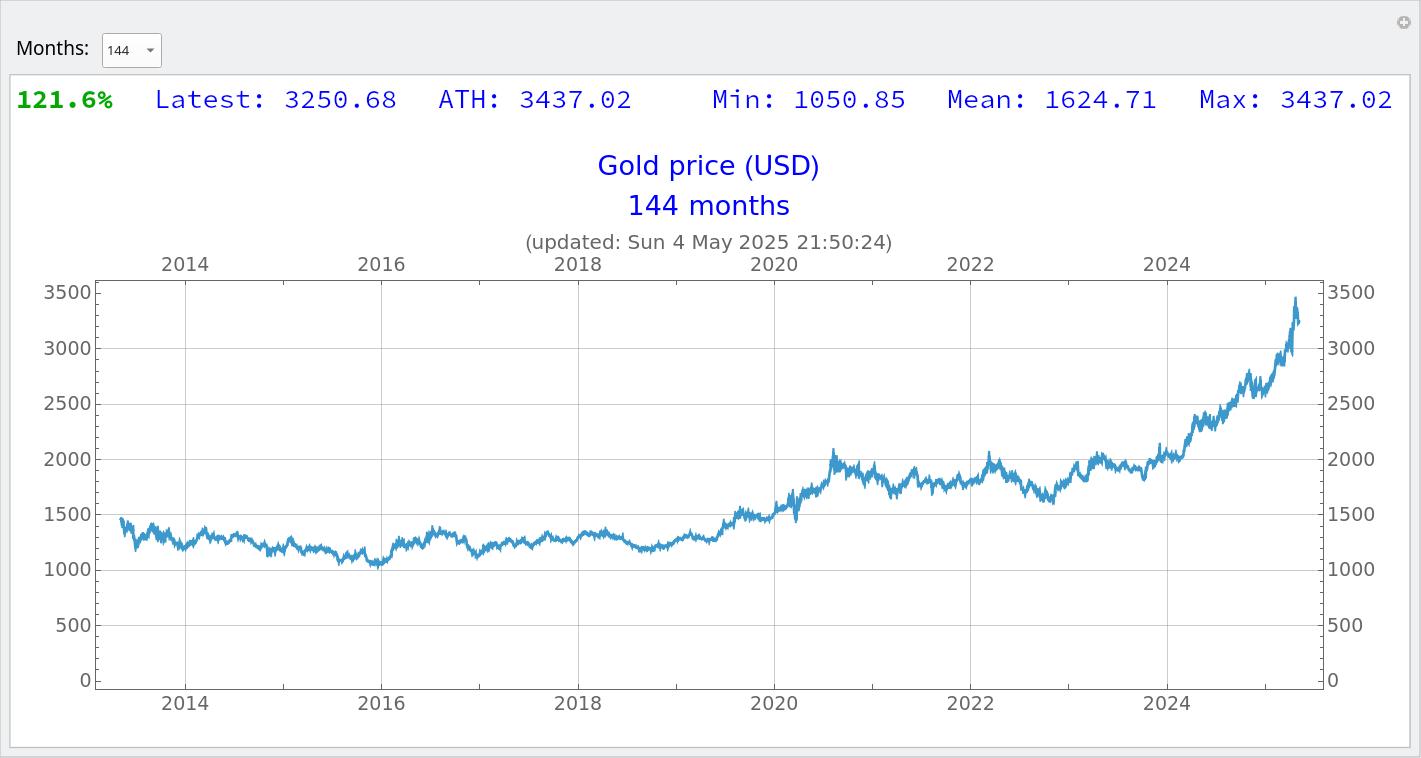 Months: 144
121.6% Latest: 3250.68 ATH: 3437.02 Min: 1050.85 Mean: 1624.71 Max: 3437.02
Gold price (USD)
144 months
(updated: Sun 4 May 2025 21:50:24)
2014 2016 2018 2020 2022 2024
3500 3500
3000 3000
2500 2500
2000 2000
1500 1500
1000 1000
500 500
0 0
2014 2016 2018 2020 2022 2024